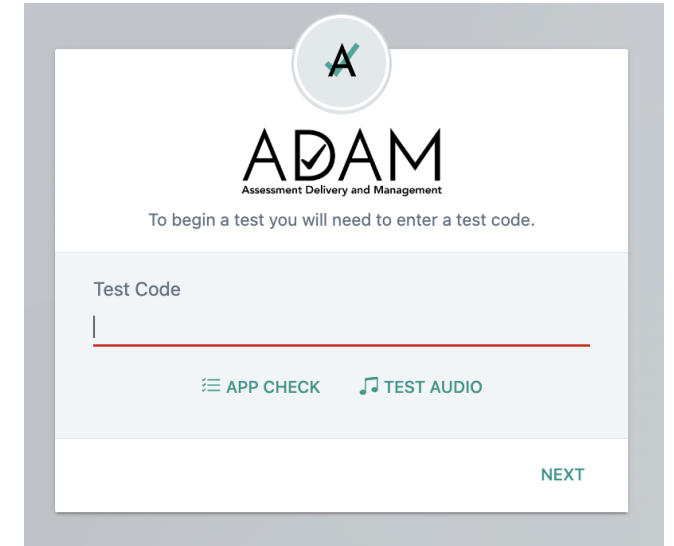 A
ADAM
Assessment Delivery and Management
To begin a test you will need to enter a test code.
Test Code
APP CHECK TEST AUDIO
NEXT